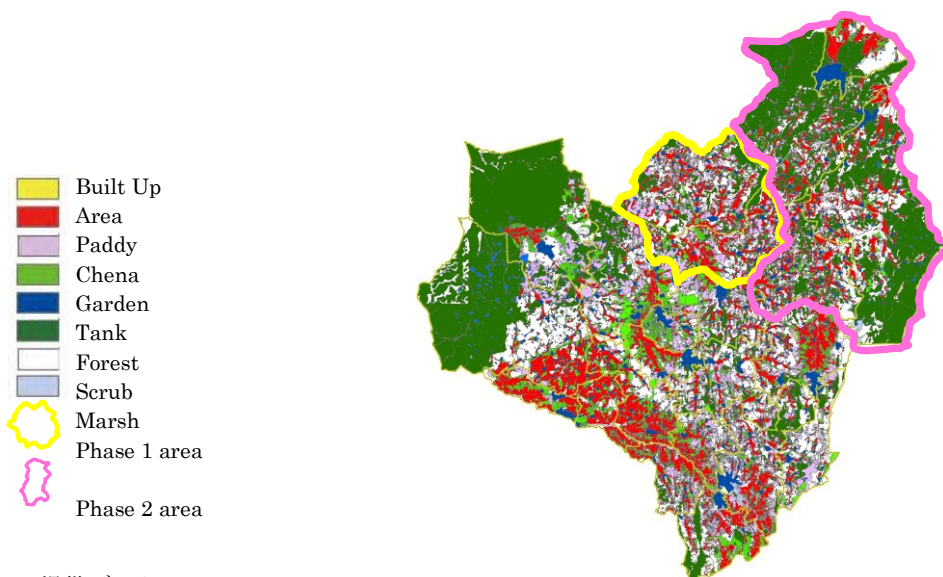 Built Up
Area
Paddy
Chena
Garden
Tank
Forest
Scrub
Marsh
Phase 1 area
Phase 2 area